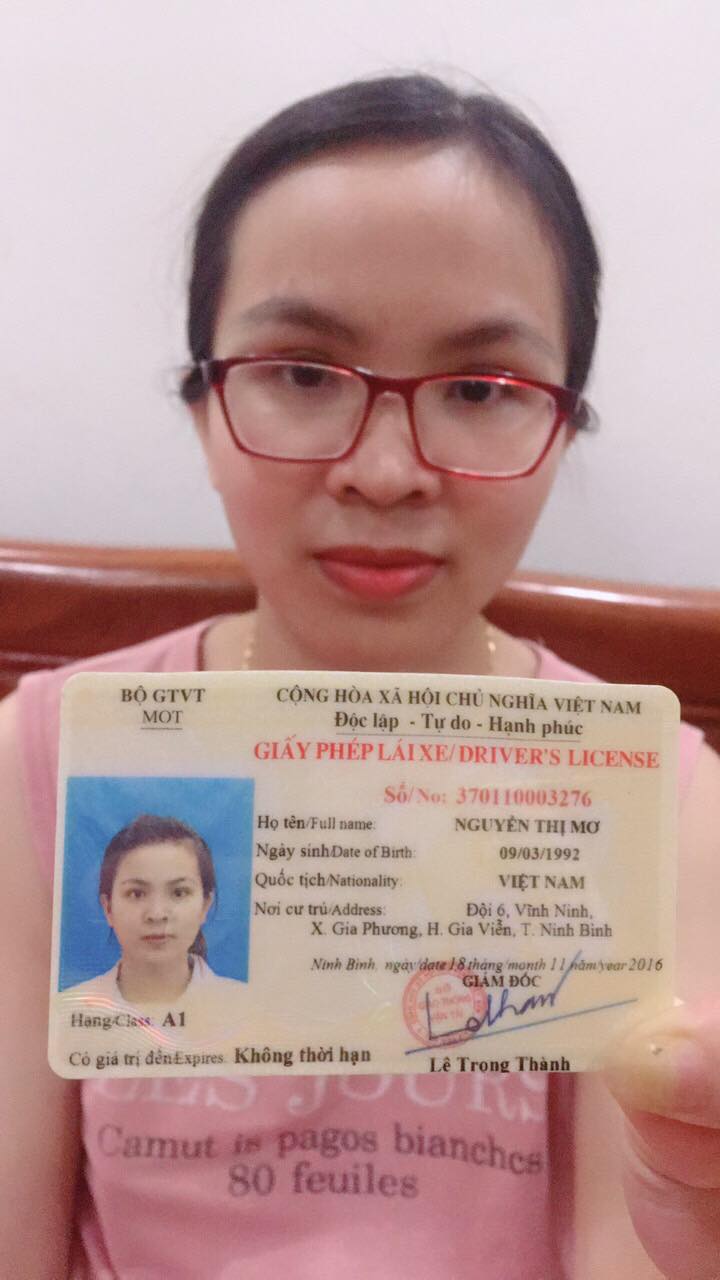 BỘ GTVT
MOT
CỘNG HÒA XÃ HỘI CHỦ NGHĨA VIỆT NAM
Độc lập - Tự do - Hạnh phúc
GIẤY PHÉP LÁI XE/ DRIVER'S LICENSE
Số/No: 370110003276
Họ tên/Full name: NGUYỄN THỊ MƠ
Ngày sinh/Date of Birth: 09/03/1992
Quốc tịch/Nationality: VIỆT NAM
Nơi cư trú/Address: Đội 6, Vĩnh Ninh,
X. Gia Phương, H. Gia Viễn, T. Ninh Bình
Ninh Bình, ngày/date 18 tháng/month 11 năm/year 2016
GIÁM ĐỐC
Hạng/Class: A1
Có giá trị đến/Expires: Không thời hạn
Lê Trọng Thành
LES JOURS
Camut is pagos bianches
80 feuiles